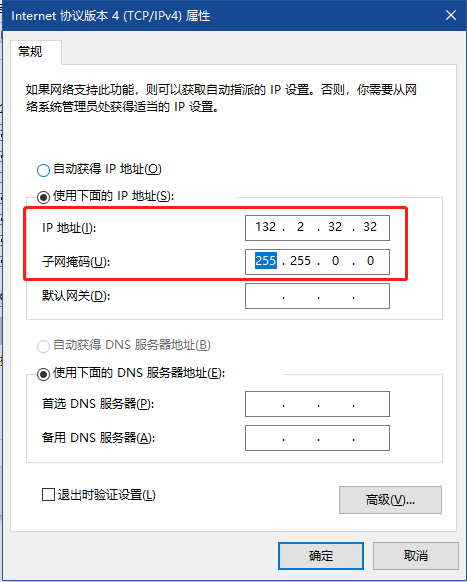 Internet 协议版本 4 (TCP/IPv4) 属性
常规
如果网络支持此功能，则可以获取自动指派的 IP 设置。否则，你需要从网
络系统管理员处获得适当的 IP 设置。
自动获得 IP 地址(O)
使用下面的 IP 地址(S):
IP 地址(I): 132 . 2 . 32 . 32
子网掩码(U): 255 . 255 . 0 . 0
默认网关(D): . . .
自动获得 DNS 服务器地址(B)
使用下面的 DNS 服务器地址(E):
首选 DNS 服务器(P): . . .
备用 DNS 服务器(A): . . .
退出时验证设置(L)
高级(V)...
确定 取消